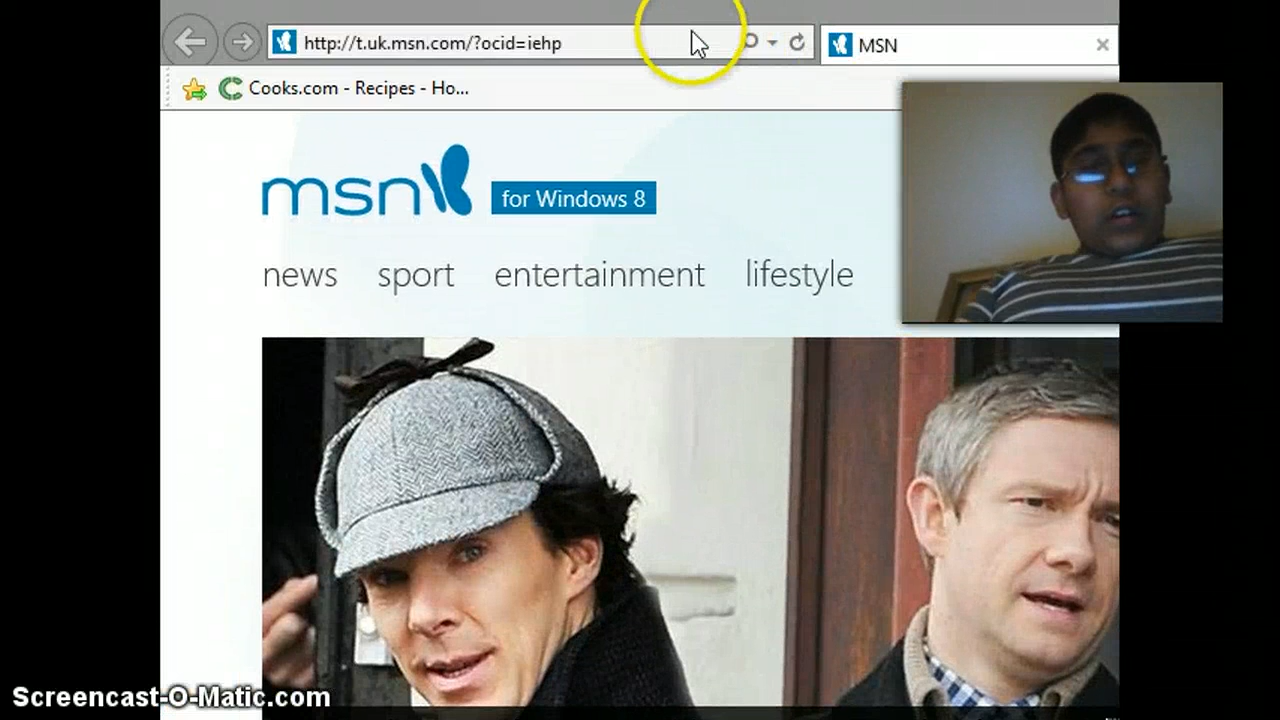 http://t.uk.msn.com/?ocid=iehp
MSN
Cooks.com - Recipes - Ho...
msn
for Windows 8
news sport entertainment lifestyle
Screencast-O-Matic.com